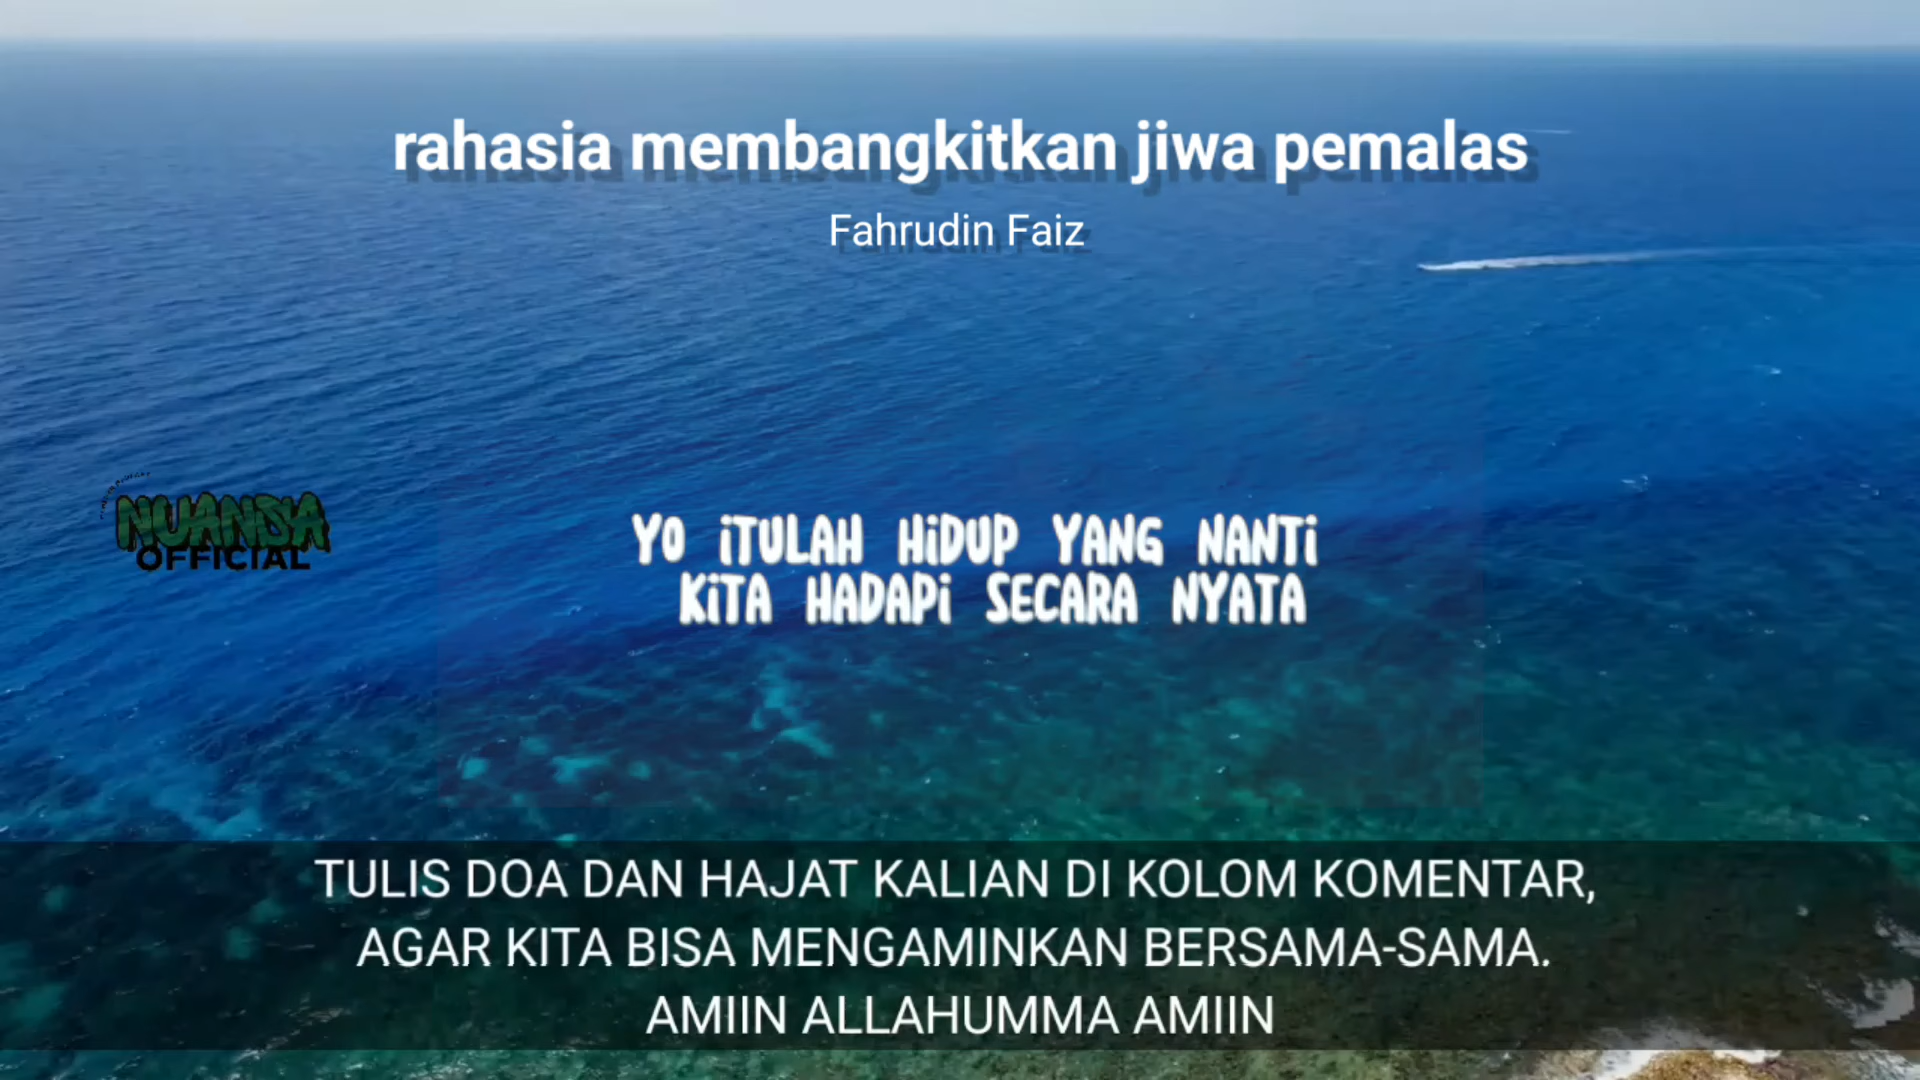 rahasia membangkitkan jiwa pemalas
Fahrudin Faiz
NUANSA
OFFICIAL
YO iTULAH HiDUP YANG NANTi
KiTA HADAPi SECARA NYATA
TULIS DOA DAN HAJAT KALIAN DI KOLOM KOMENTAR,
AGAR KITA BISA MENGAMINKAN BERSAMA-SAMA.
AMIIN ALLAHUMMA AMIIN